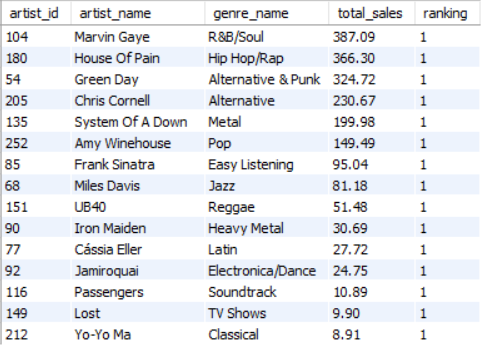 artist_id artist_name genre_name total_sales ranking
104 Marvin Gaye R&B/Soul 387.09 1
180 House Of Pain Hip Hop/Rap 366.30 1
54 Green Day Alternative & Punk 324.72 1
205 Chris Cornell Alternative 230.67 1
135 System Of A Down Metal 199.98 1
252 Amy Winehouse Pop 149.49 1
85 Frank Sinatra Easy Listening 95.04 1
68 Miles Davis Jazz 81.18 1
151 UB40 Reggae 51.48 1
90 Iron Maiden Heavy Metal 30.69 1
77 Cássia Eller Latin 27.72 1
92 Jamiroquai Electronica/Dance 24.75 1
116 Passengers Soundtrack 10.89 1
149 Lost TV Shows 9.90 1
212 Yo-Yo Ma Classical 8.91 1